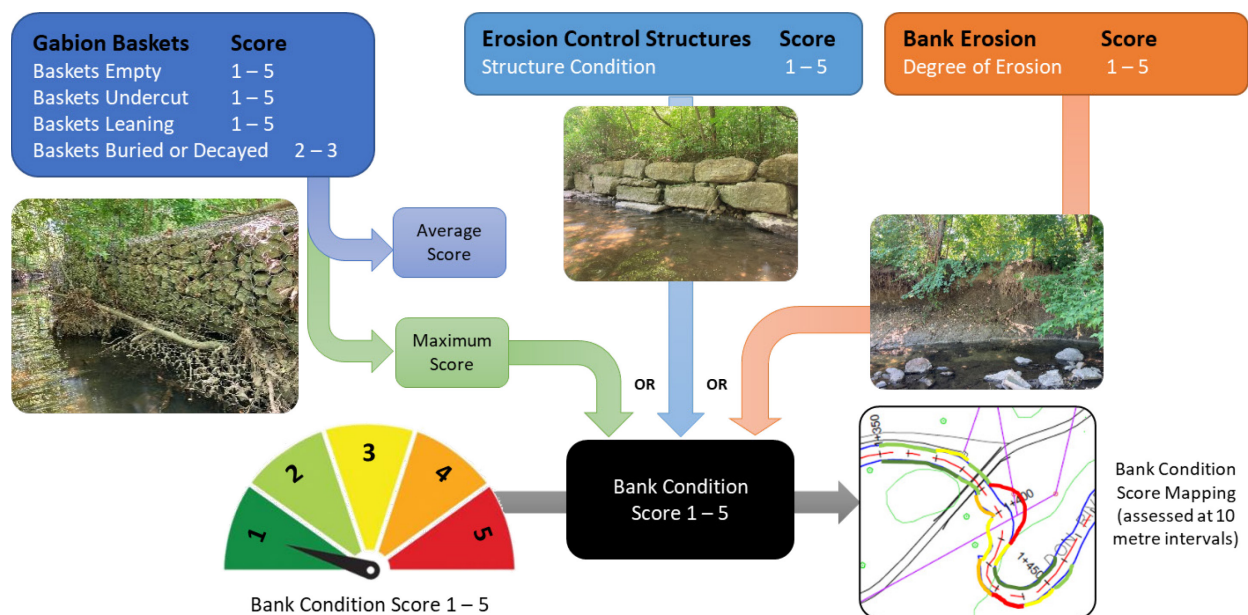 Gabion Baskets Score
Baskets Empty 1 – 5
Baskets Undercut 1 – 5
Baskets Leaning 1 – 5
Baskets Buried or Decayed 2 – 3
Erosion Control Structures Score
Structure Condition 1 – 5
Bank Erosion Score
Degree of Erosion 1 – 5
Average
Score
Maximum
Score
OR
OR
1
2
3
4
5
Bank Condition Score 1 – 5
Bank Condition
Score 1 – 5
1+350
1+400
1+450
DON
Bank Condition
Score Mapping
(assessed at 10
metre intervals)